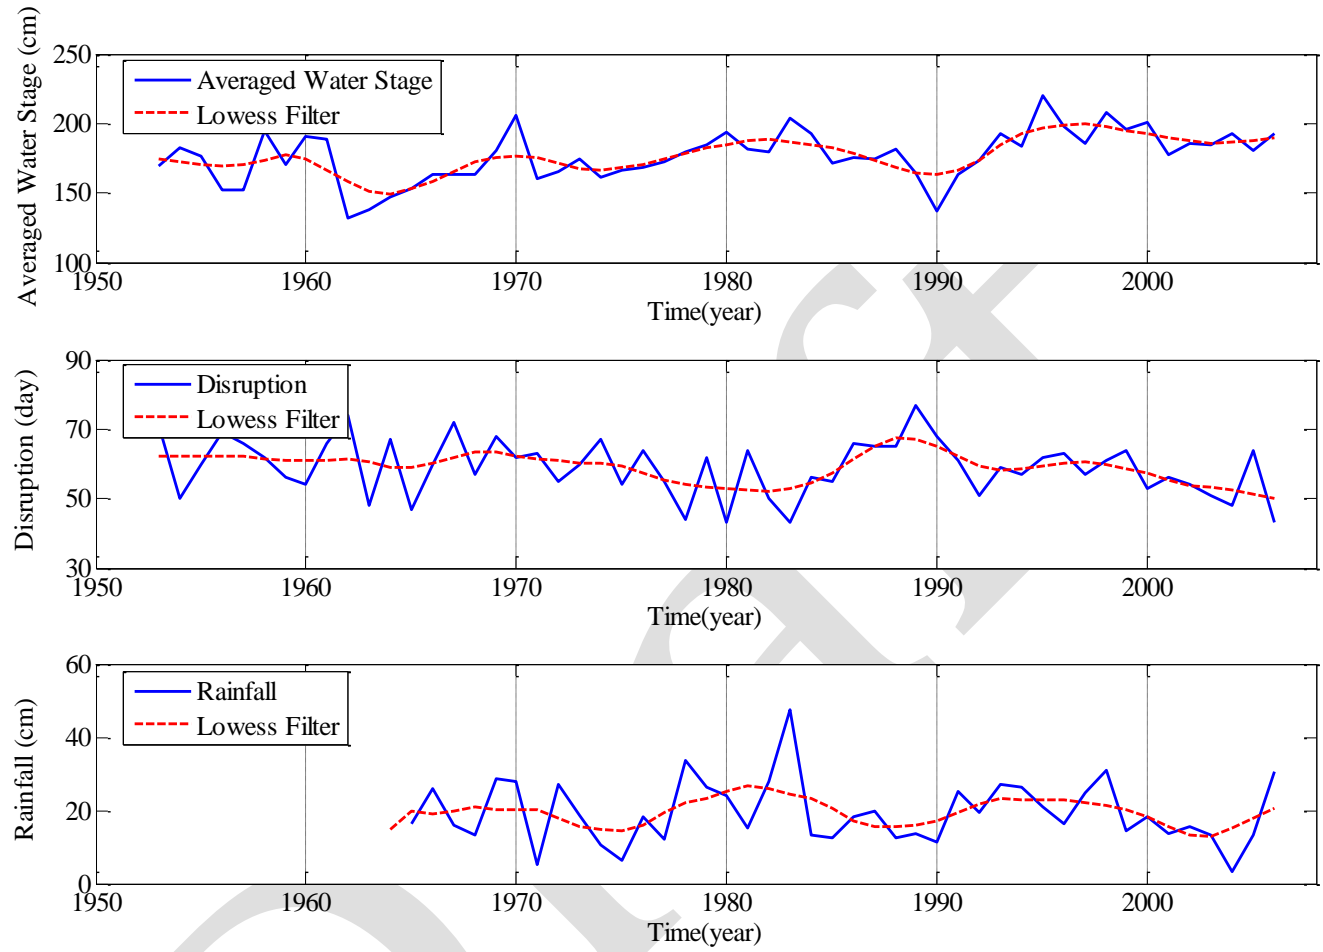 Averaged Water Stage (cm)
250
200
150
100
Averaged Water Stage
Lowess Filter
1950 1960 1970 1980 1990 2000
Time(year)
Disruption (day)
90
70
50
30
Disruption
Lowess Filter
1950 1960 1970 1980 1990 2000
Time(year)
Rainfall (cm)
60
40
20
0
Rainfall
Lowess Filter
1950 1960 1970 1980 1990 2000
Time(year)